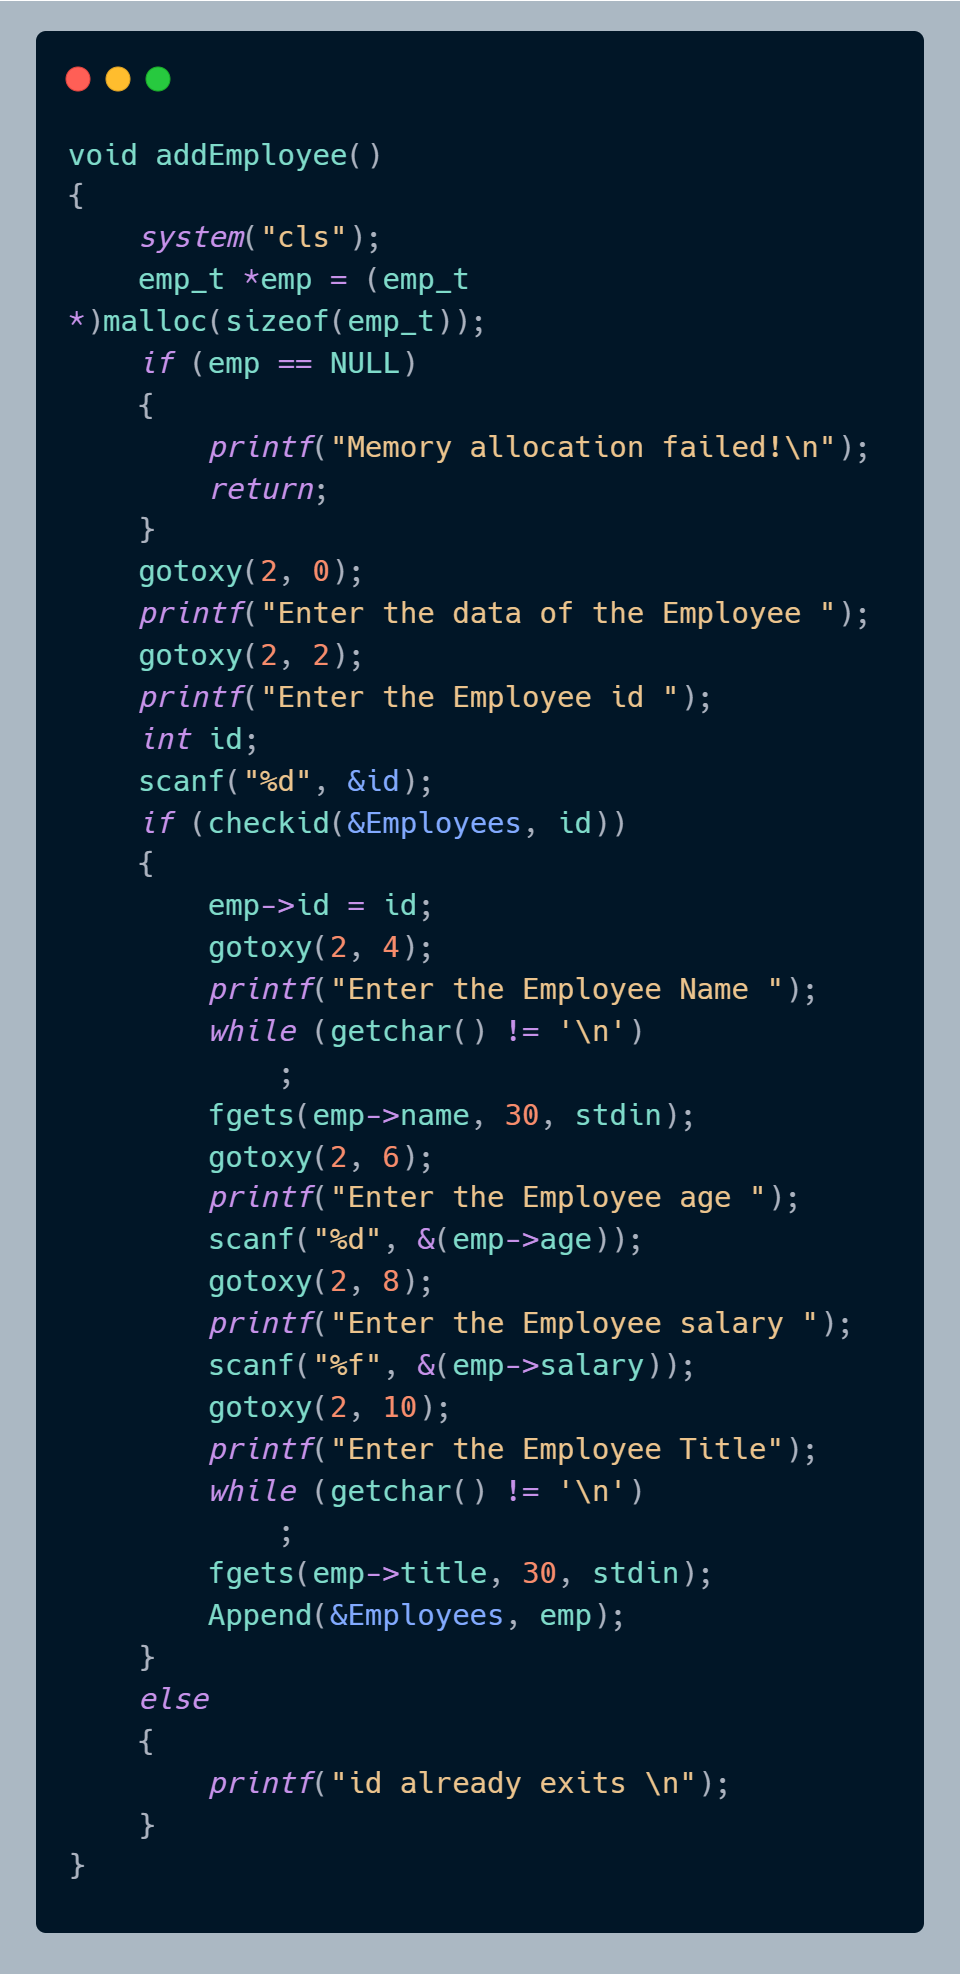 void addEmployee()
{
    system("cls");
    emp_t *emp = (emp_t
*)malloc(sizeof(emp_t));
    if (emp == NULL)
    {
        printf("Memory allocation failed!\n");
        return;
    }
    gotoxy(2, 0);
    printf("Enter the data of the Employee ");
    gotoxy(2, 2);
    printf("Enter the Employee id ");
    int id;
    scanf("%d", &id);
    if (checkid(&Employees, id))
    {
        emp->id = id;
        gotoxy(2, 4);
        printf("Enter the Employee Name ");
        while (getchar() != '\n')
            ;
        fgets(emp->name, 30, stdin);
        gotoxy(2, 6);
        printf("Enter the Employee age ");
        scanf("%d", &(emp->age));
        gotoxy(2, 8);
        printf("Enter the Employee salary ");
        scanf("%f", &(emp->salary));
        gotoxy(2, 10);
        printf("Enter the Employee Title");
        while (getchar() != '\n')
            ;
        fgets(emp->title, 30, stdin);
        Append(&Employees, emp);
    }
    else
    {
        printf("id already exits \n");
    }
}